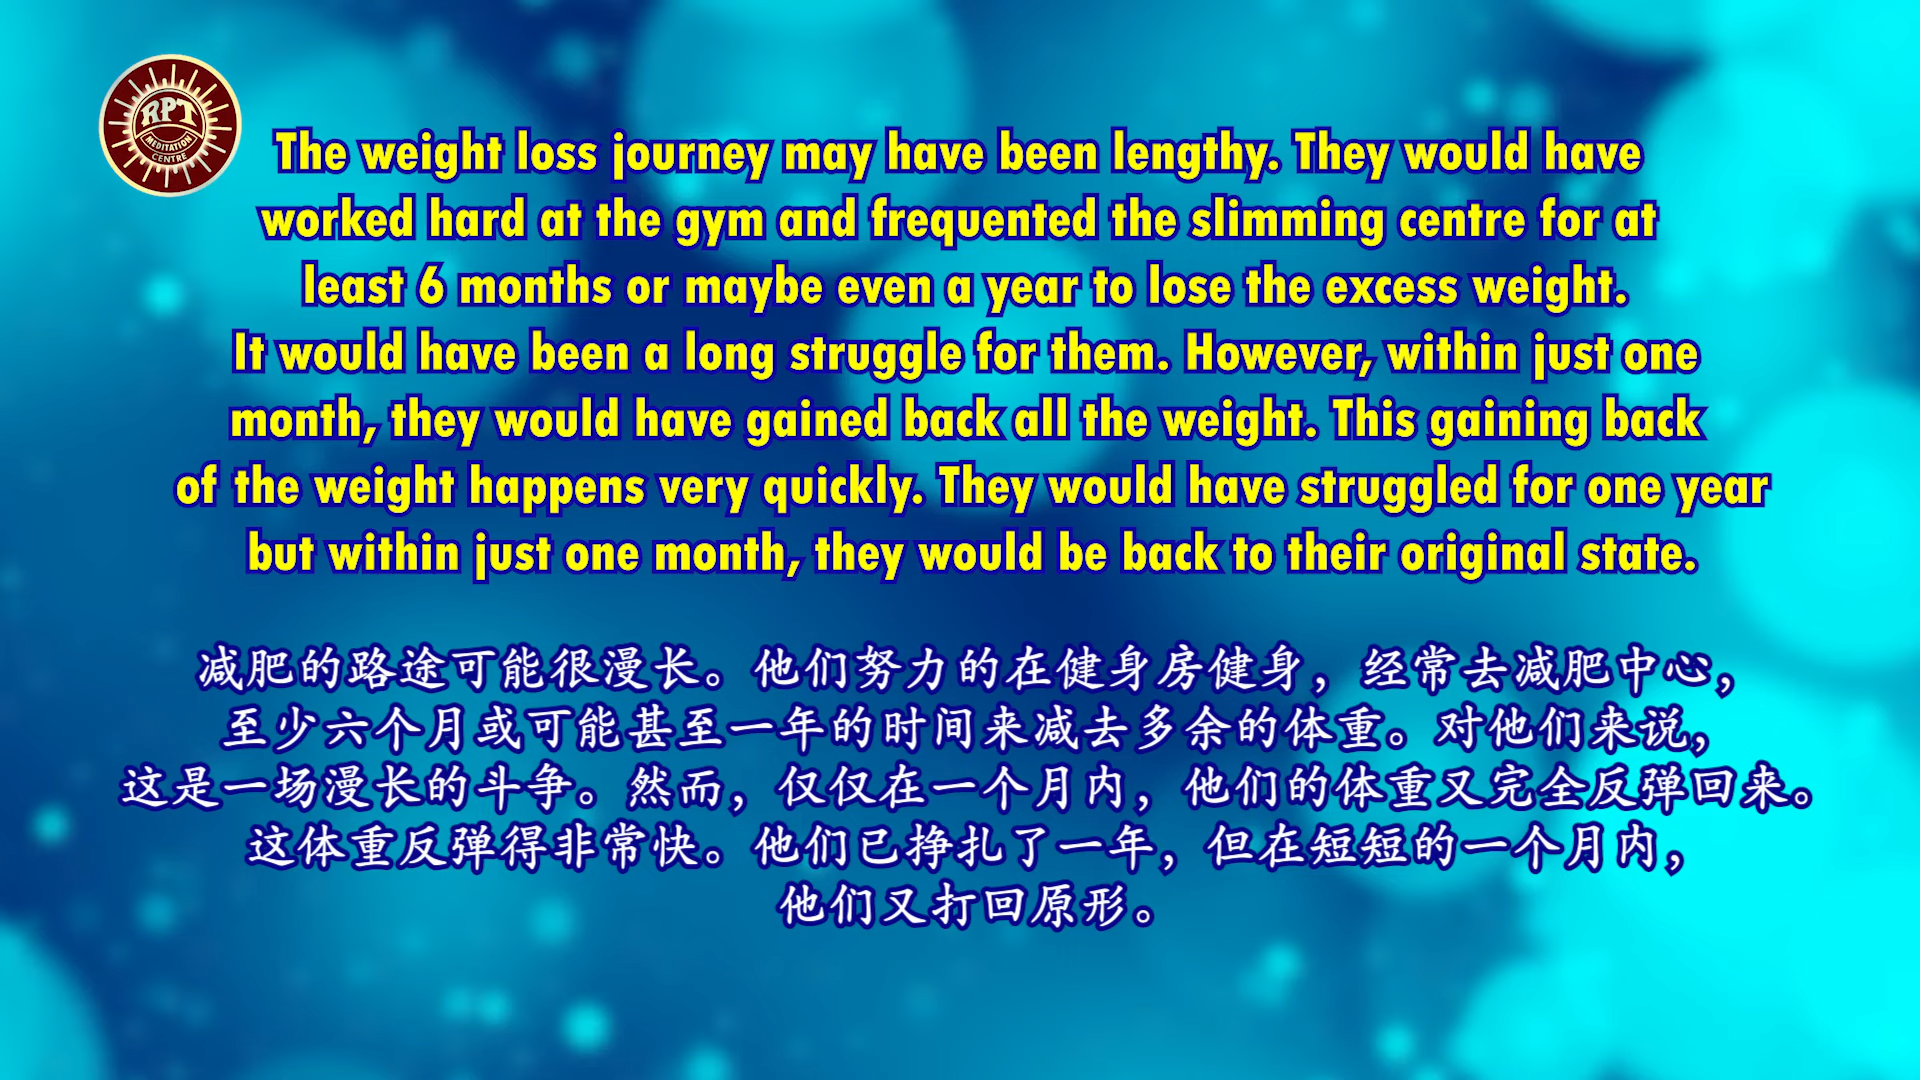 RPT
MEDITATION
CENTRE
The weight loss journey may have been lengthy. They would have
worked hard at the gym and frequented the slimming centre for at
least 6 months or maybe even a year to lose the excess weight.
It would have been a long struggle for them. However, within just one
month, they would have gained back all the weight. This gaining back
of the weight happens very quickly. They would have struggled for one year
but within just one month, they would be back to their original state.
减肥的路途可能很漫长。他们努力的在健身房健身，经常去减肥中心，
至少六个月或可能甚至一年的时间来减去多余的体重。对他们来说，
这是一场漫长的斗争。然而，仅仅在一个月内，他们的体重又完全反弹回来。
这体重反弹得非常快。他们已挣扎了一年，但在短短的一个月内，
他们又打回原形。